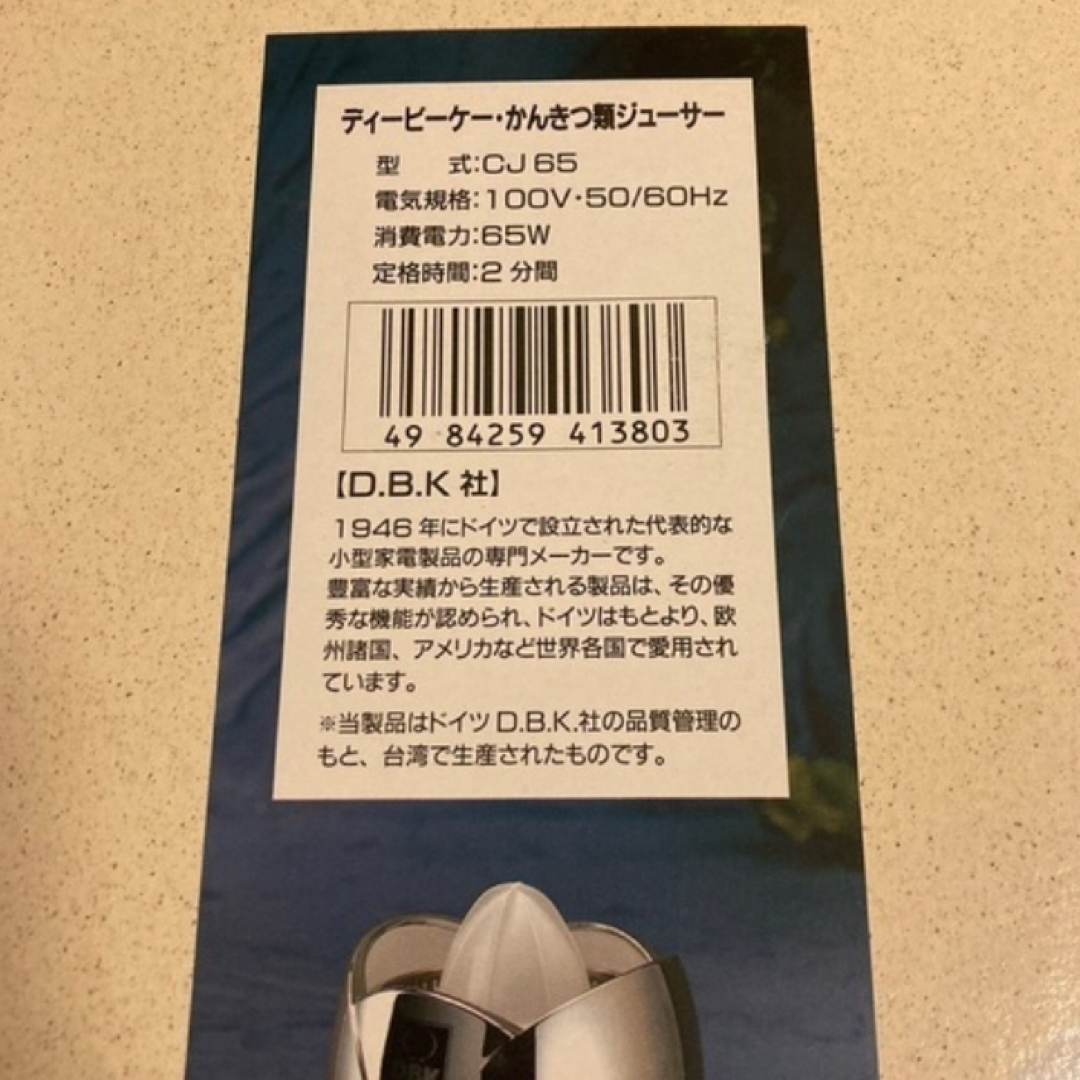 ディービーケー・かんきつ類ジューサー
型　　式:CJ 65
電気規格:100V・50/60Hz
消費電力:65W
定格時間:2 分間
49 84259 413803
【D.B.K 社】
1946 年にドイツで設立された代表的な
小型家電製品の専門メーカーです。
豊富な実績から生産される製品は、その優
秀な機能が認められ、ドイツはもとより、欧
州諸国、アメリカなど世界各国で愛用され
ています。
※当製品はドイツ D.B.K.社の品質管理の
もと、台湾で生産されたものです。
DBK